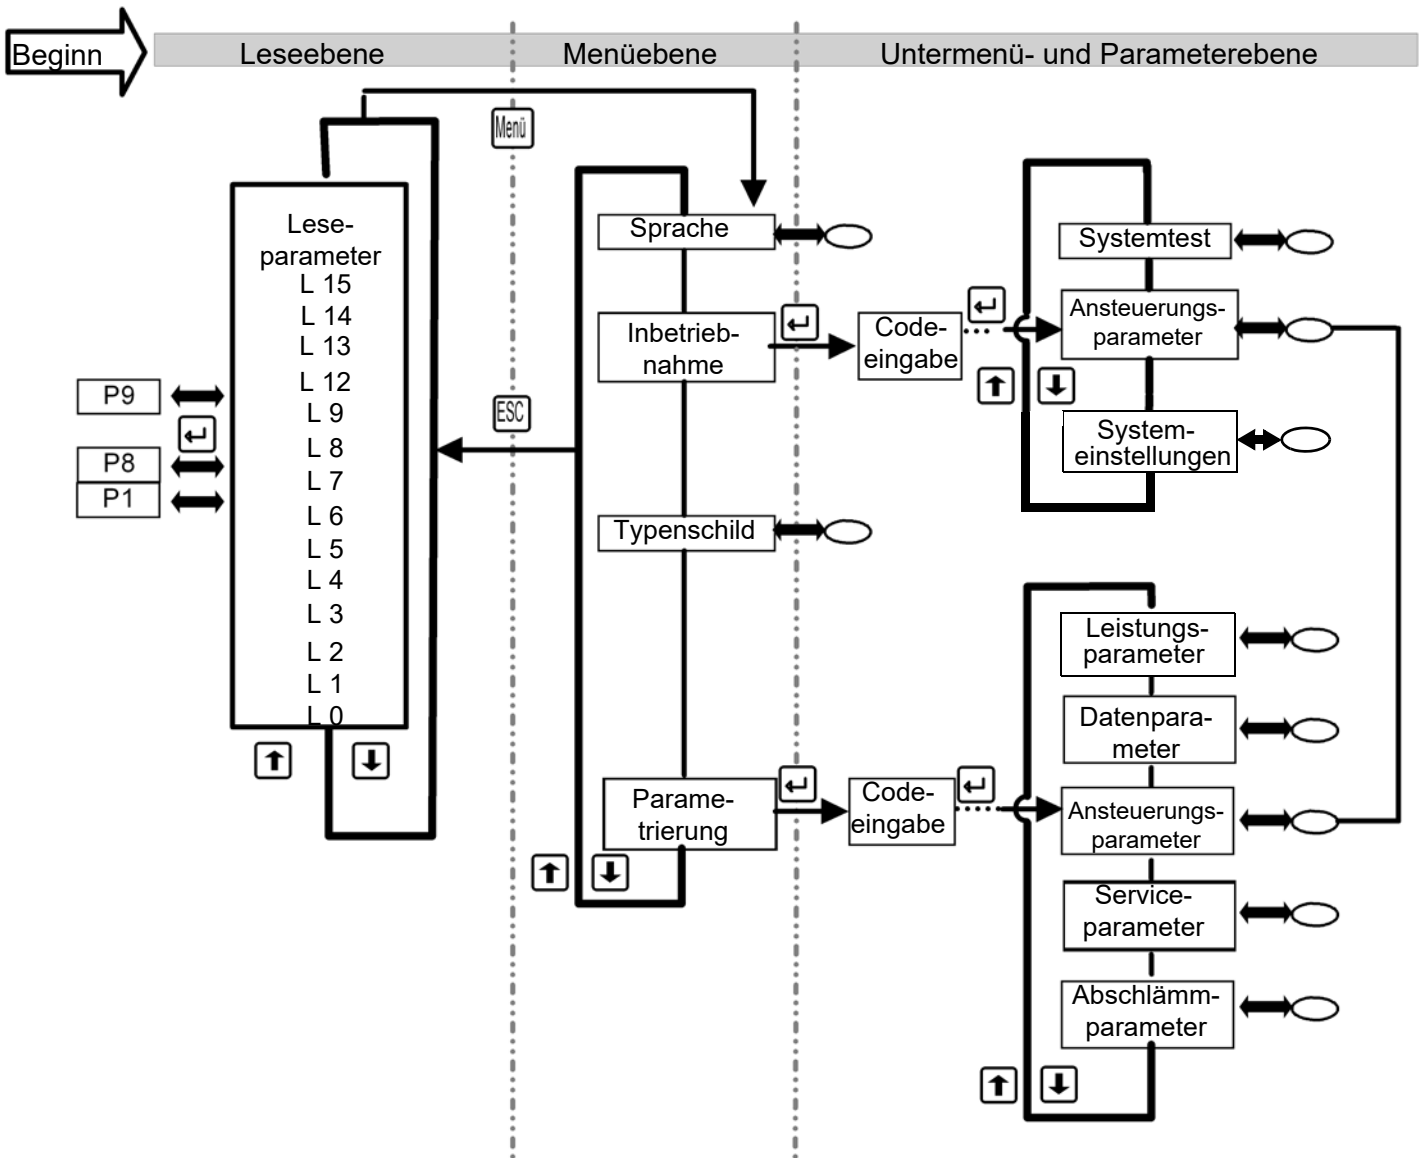 Beginn
Leseebene
Menüebene
Untermenü- und Parameterebene
Menü
Lese-
parameter
L 15
L 14
L 13
L 12
L 9
L 8
L 7
L 6
L 5
L 4
L 3
L 2
L 1
L 0
P9
P8
P1
ESC
Sprache
Inbetrieb-
nahme
Typenschild
Parame-
trierung
Code-
eingabe
Systemtest
Ansteuerungs-
parameter
System-
einstellungen
Code-
eingabe
Leistungs-
parameter
Datenpara-
meter
Ansteuerungs-
parameter
Service-
parameter
Abschlämm-
parameter